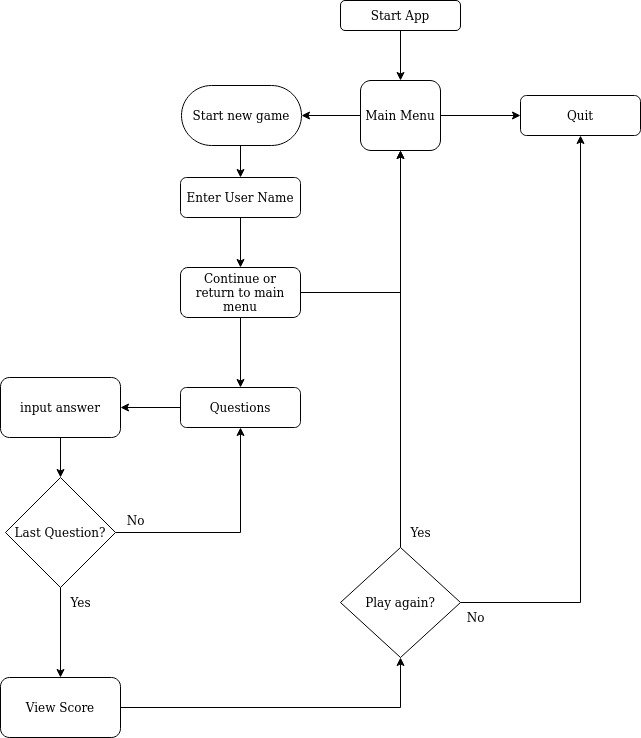 Start App
Start new game
Main Menu
Quit
Enter User Name
Continue or
return to main
menu
input answer
Questions
Last Question?
No
Yes
Yes
Play again?
No
View Score